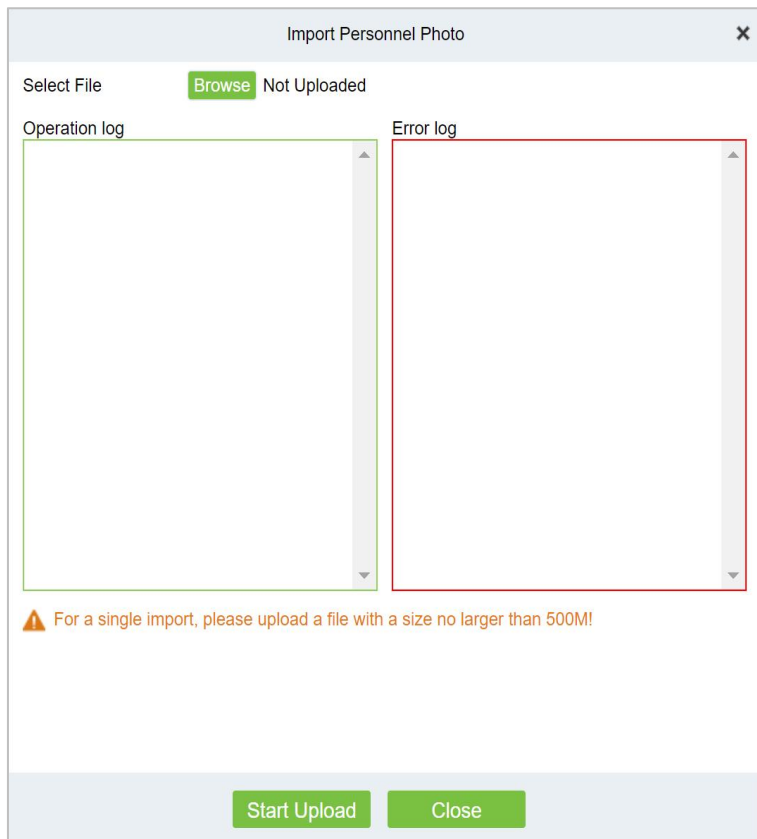 Import Personnel Photo
Select File Browse Not Uploaded
Operation log Error log
For a single import, please upload a file with a size no larger than 500M!
Start Upload Close